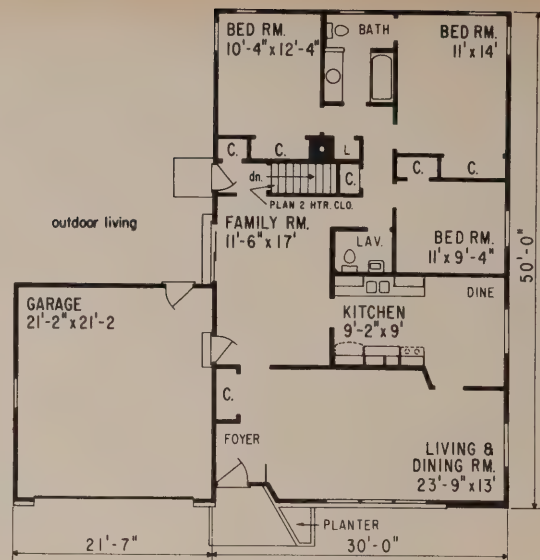 BED RM.
10'-4" x 12'-4"
BATH
BED RM.
11' x 14'
C.
C.
L
dn.
C.
C.
C.
PLAN 2 HTR. CLO.
outdoor living
FAMILY RM.
11'-6" x 17'
LAV.
BED RM.
11' x 9'-4"
50'-0"
GARAGE
21'-2" x 21'-2
KITCHEN
9'-2" x 9'
DINE
C.
FOYER
LIVING &
DINING RM.
23'-9" x 13'
PLANTER
21'-7"
30'-0"